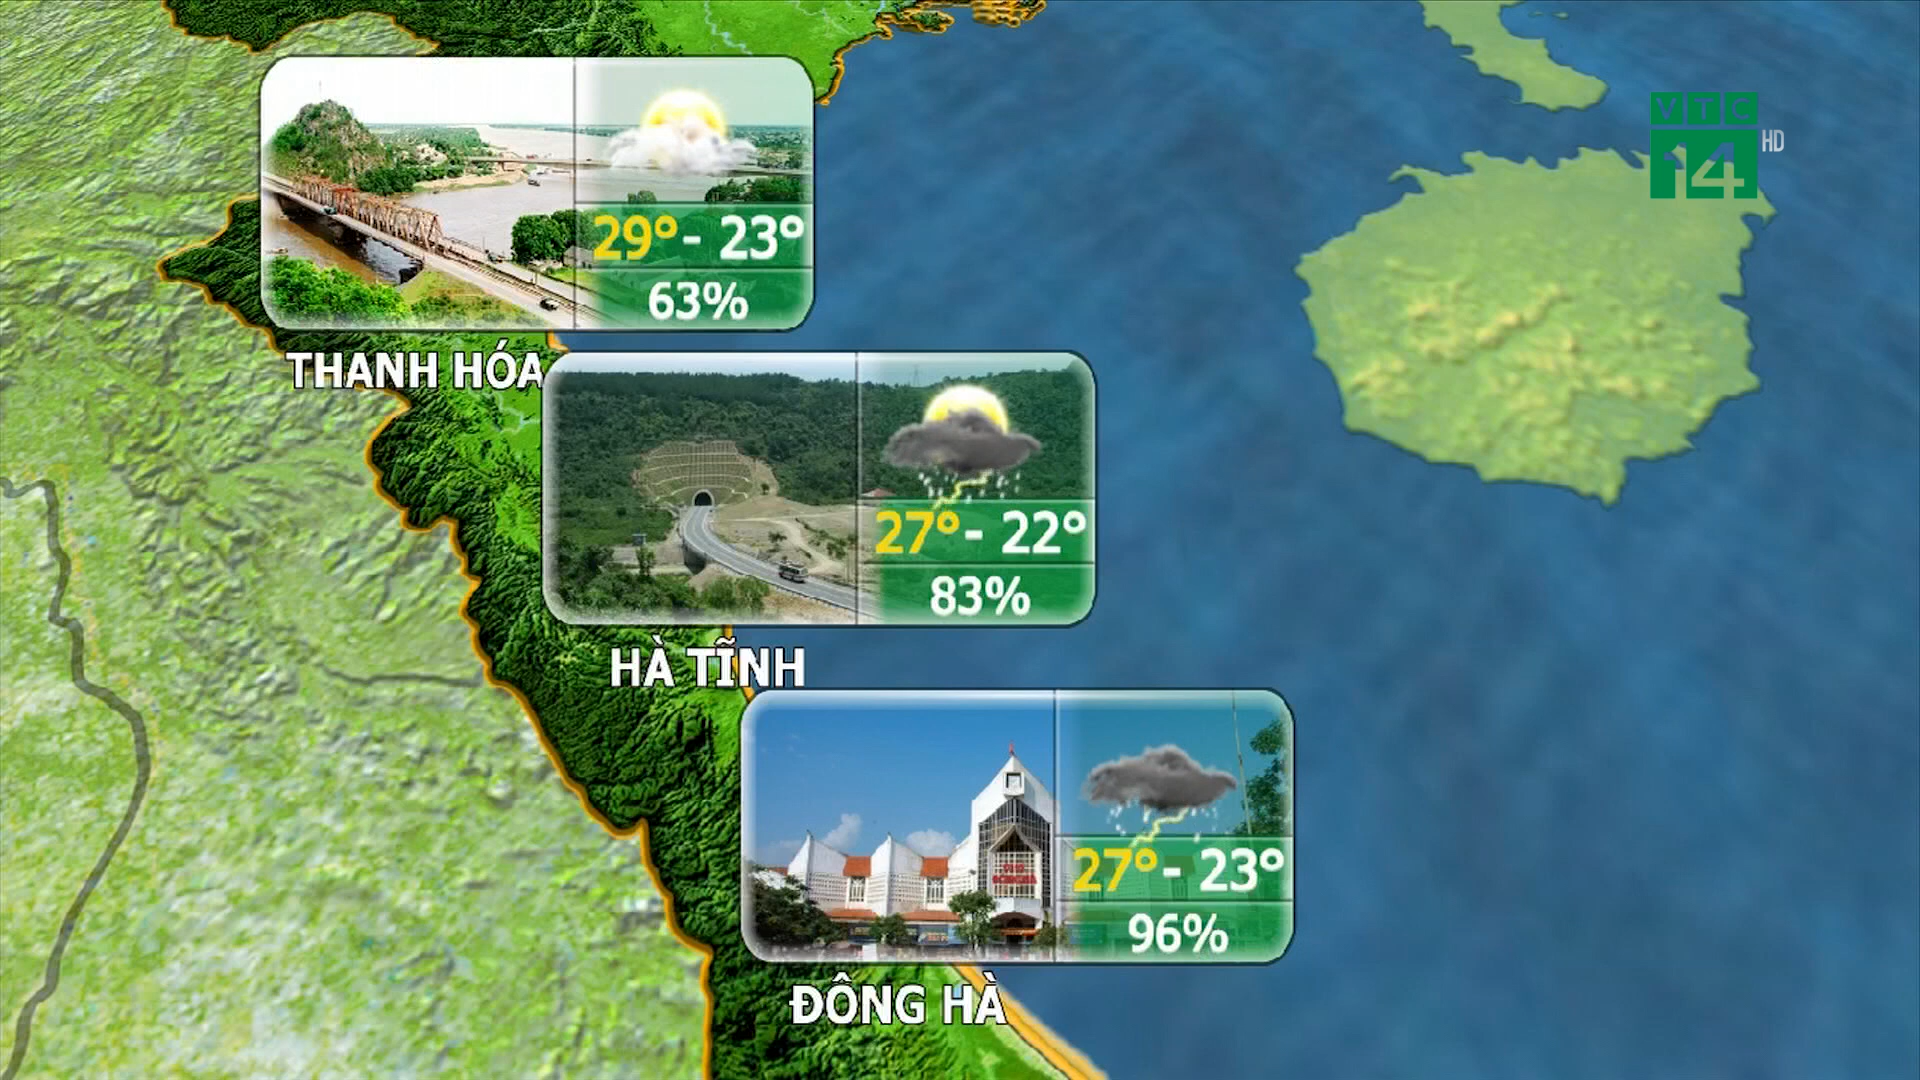 VTC
14 HD
29° - 23°
63%
THANH HÓA
27° - 22°
83%
HÀ TĨNH
27° - 23°
96%
ĐÔNG HÀ